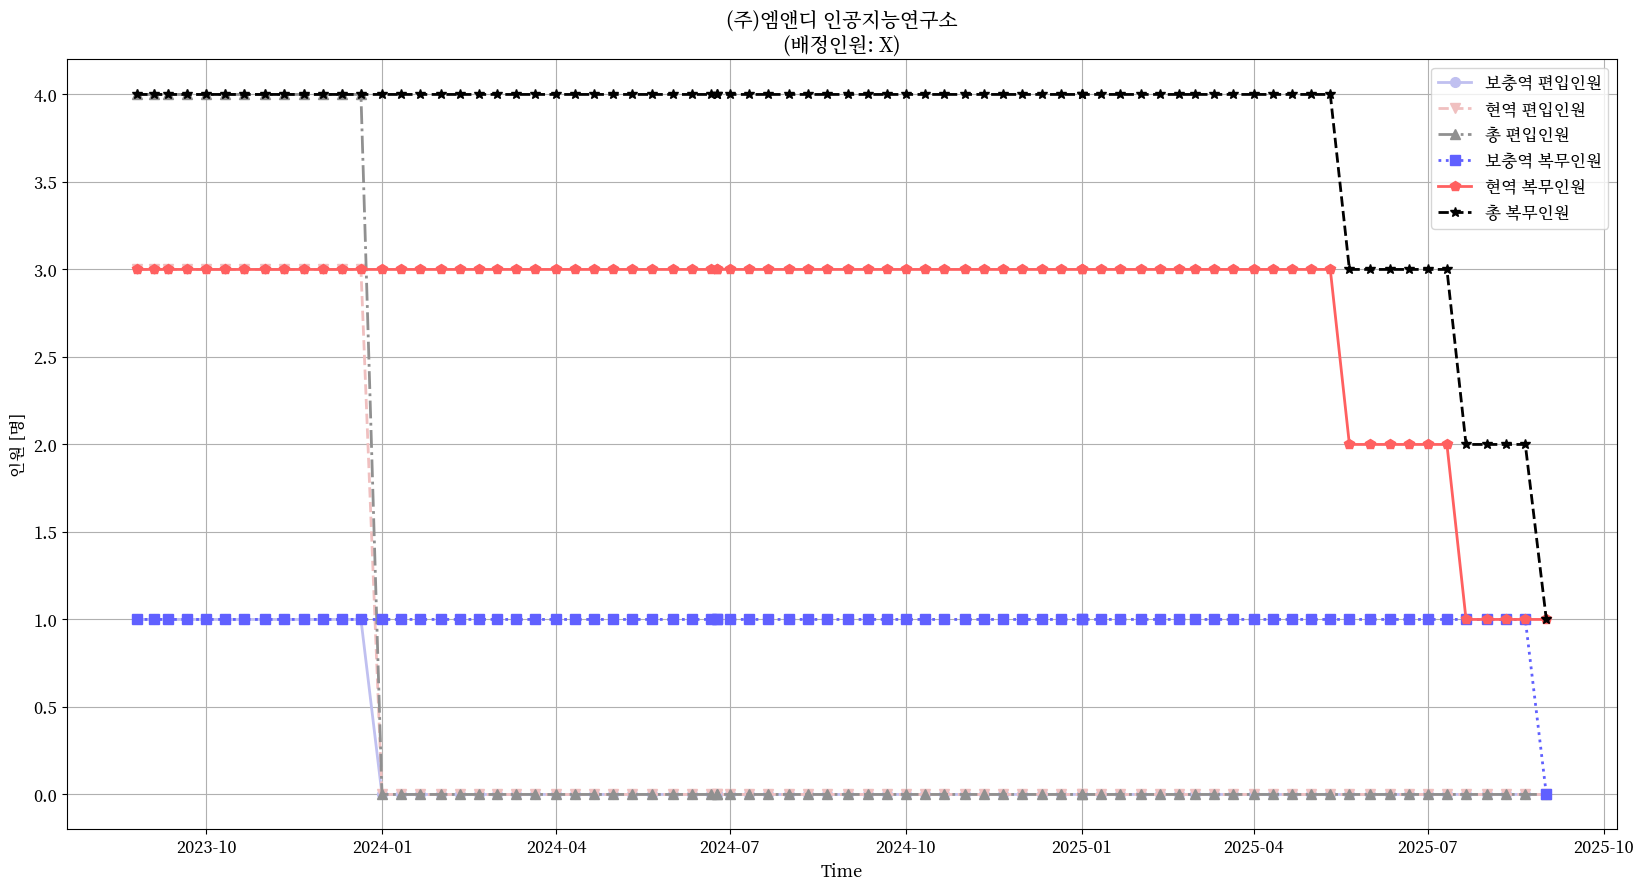 (주)엠앤디 인공지능연구소
(배정인원: X)
보충역 편입인원
현역 편입인원
총 편입인원
보충역 복무인원
현역 복무인원
총 복무인원
인원 [명]
4.0
3.5
3.0
2.5
2.0
1.5
1.0
0.5
0.0
2023-10
2024-01
2024-04
2024-07
2024-10
2025-01
2025-04
2025-07
2025-10
Time